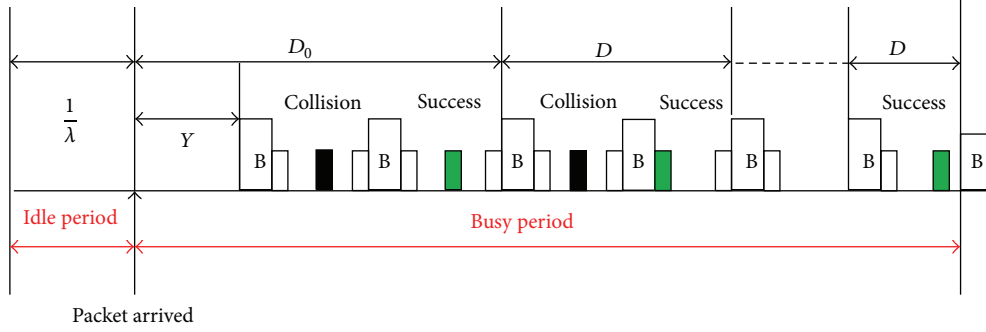 D₀
D
D
Collision
Success
Collision
Success
Success
1
λ
Y
B
B
B
B
B
B
B
Idle period
Busy period
Packet arrived